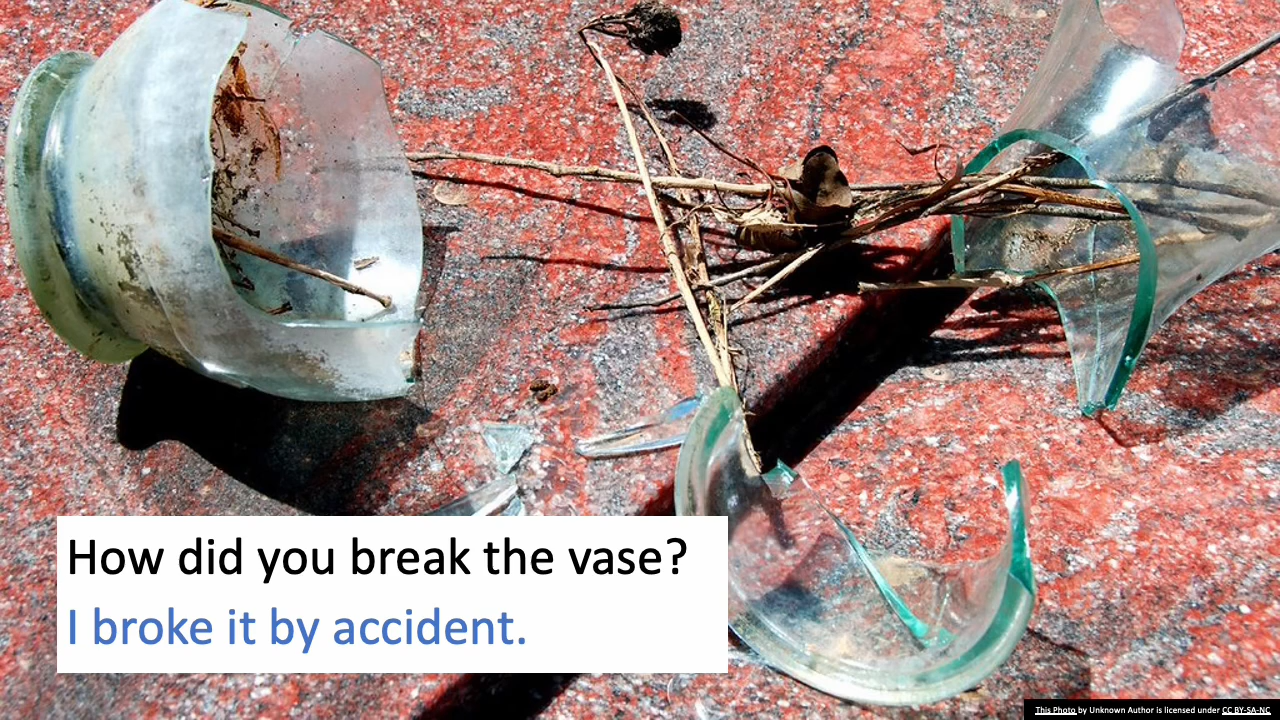 How did you break the vase?
I broke it by accident.
This Photo by Unknown Author is licensed under CC BY-SA-NC